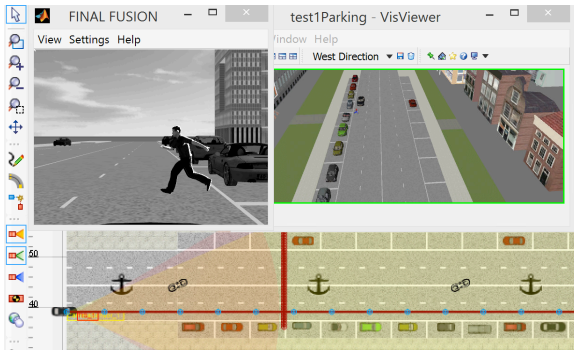 FINAL FUSION
View Settings Help
test1Parking - VisViewer
Window Help
West Direction
50
40